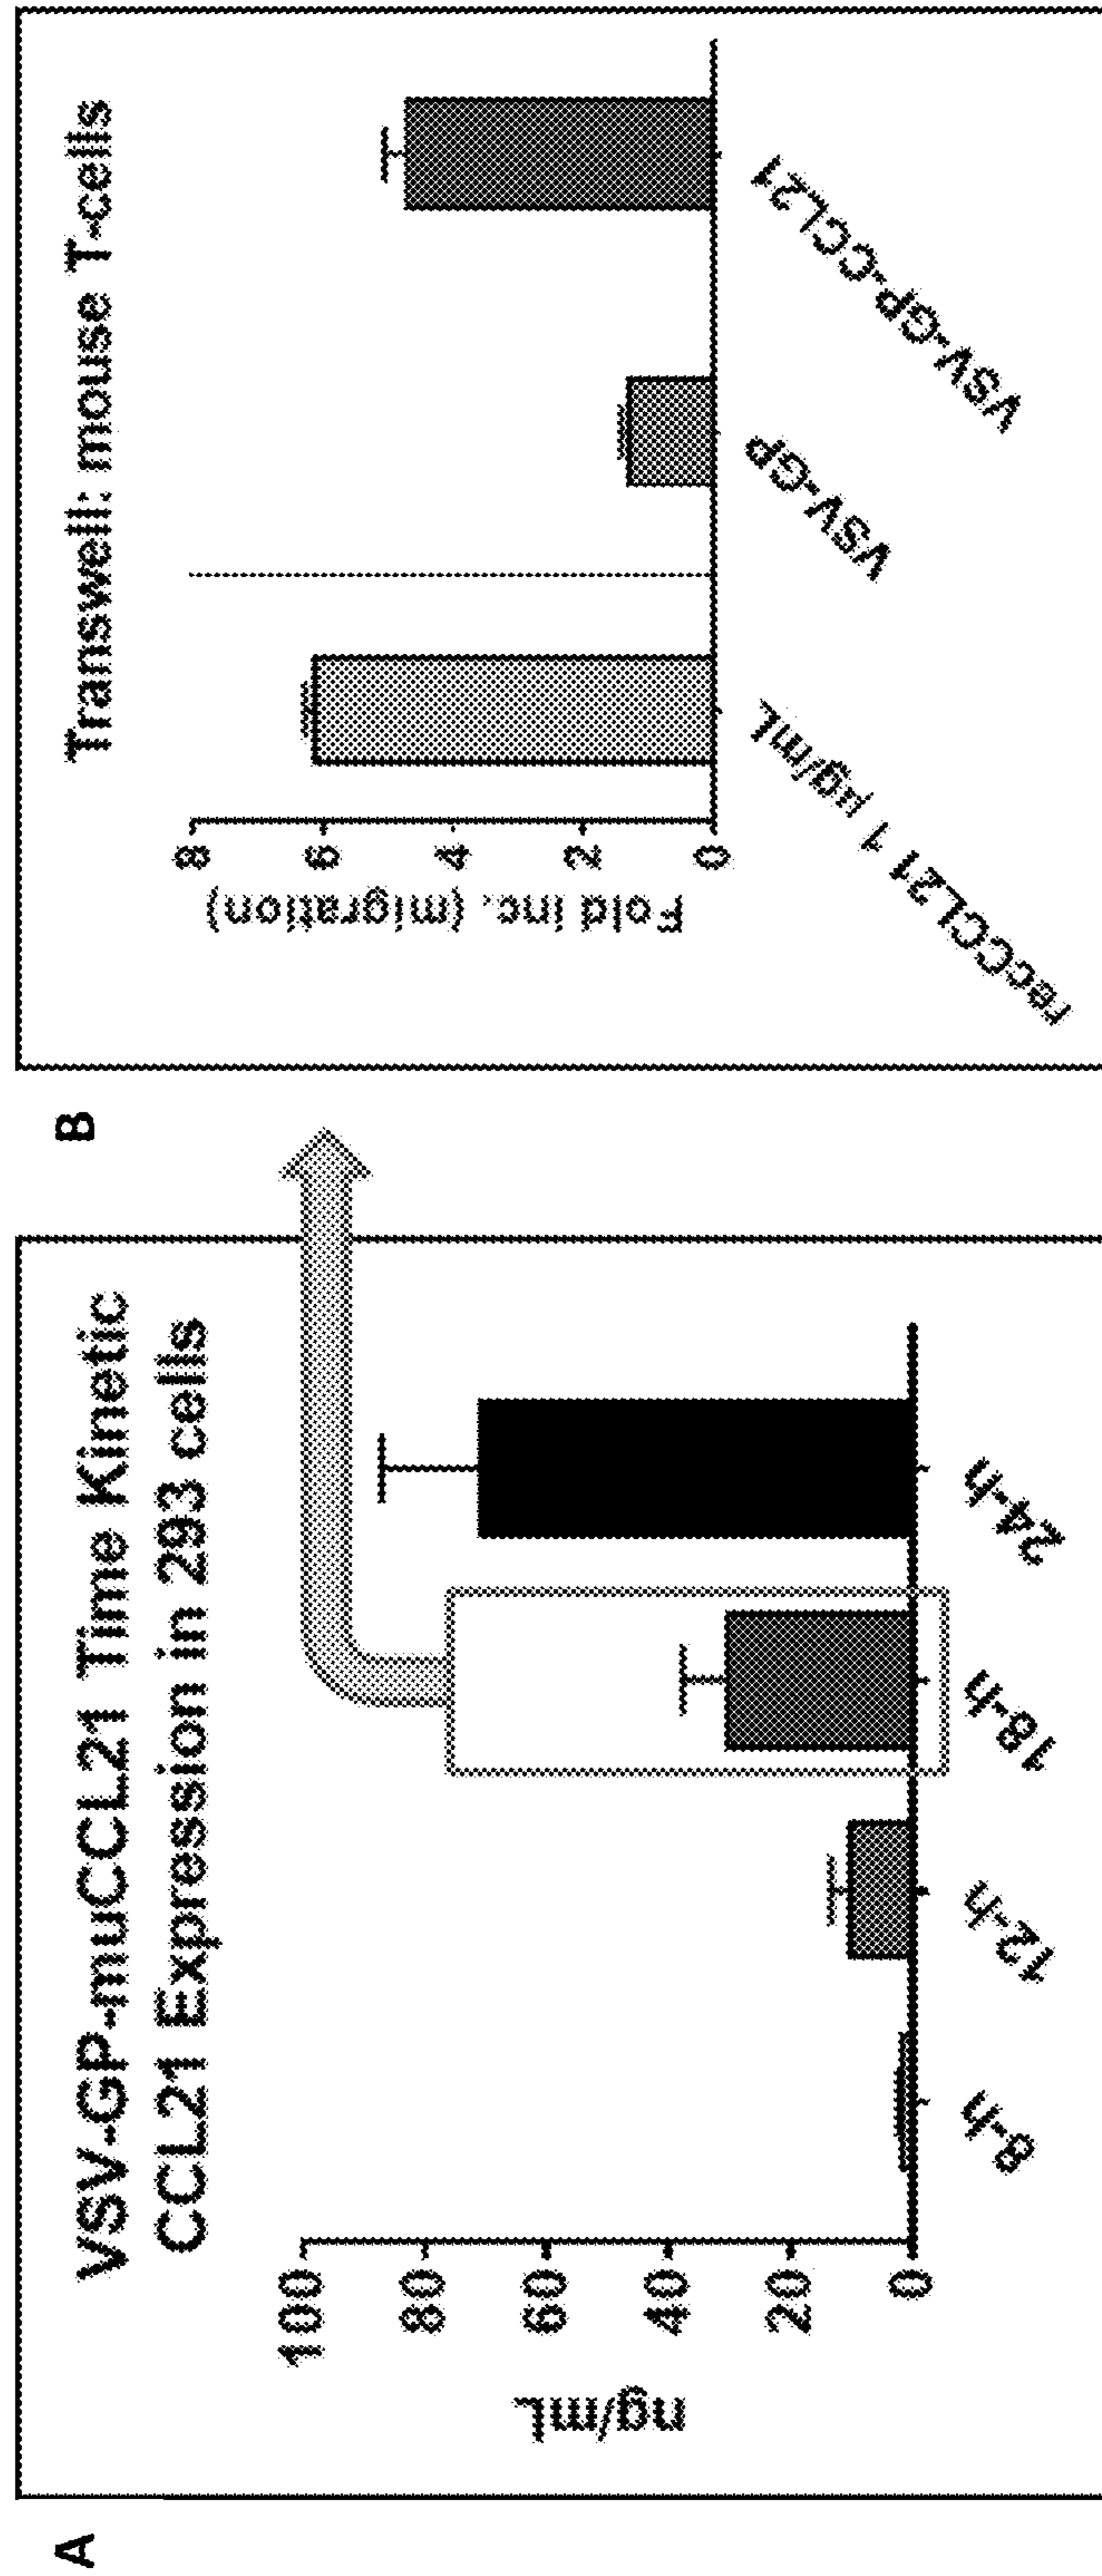 A
VSV-GP-muCCL21 Time Kinetic
CCL21 Expression in 293 cells
ng/mL
100
80
60
40
20
0
8-h
12-h
18-h
24-h
B
Transwell: mouse T-cells
Fold inc. (migration)
8
6
4
2
0
recCCL21 1 µg/mL
VSV-GP
VSV-GP-CCL21